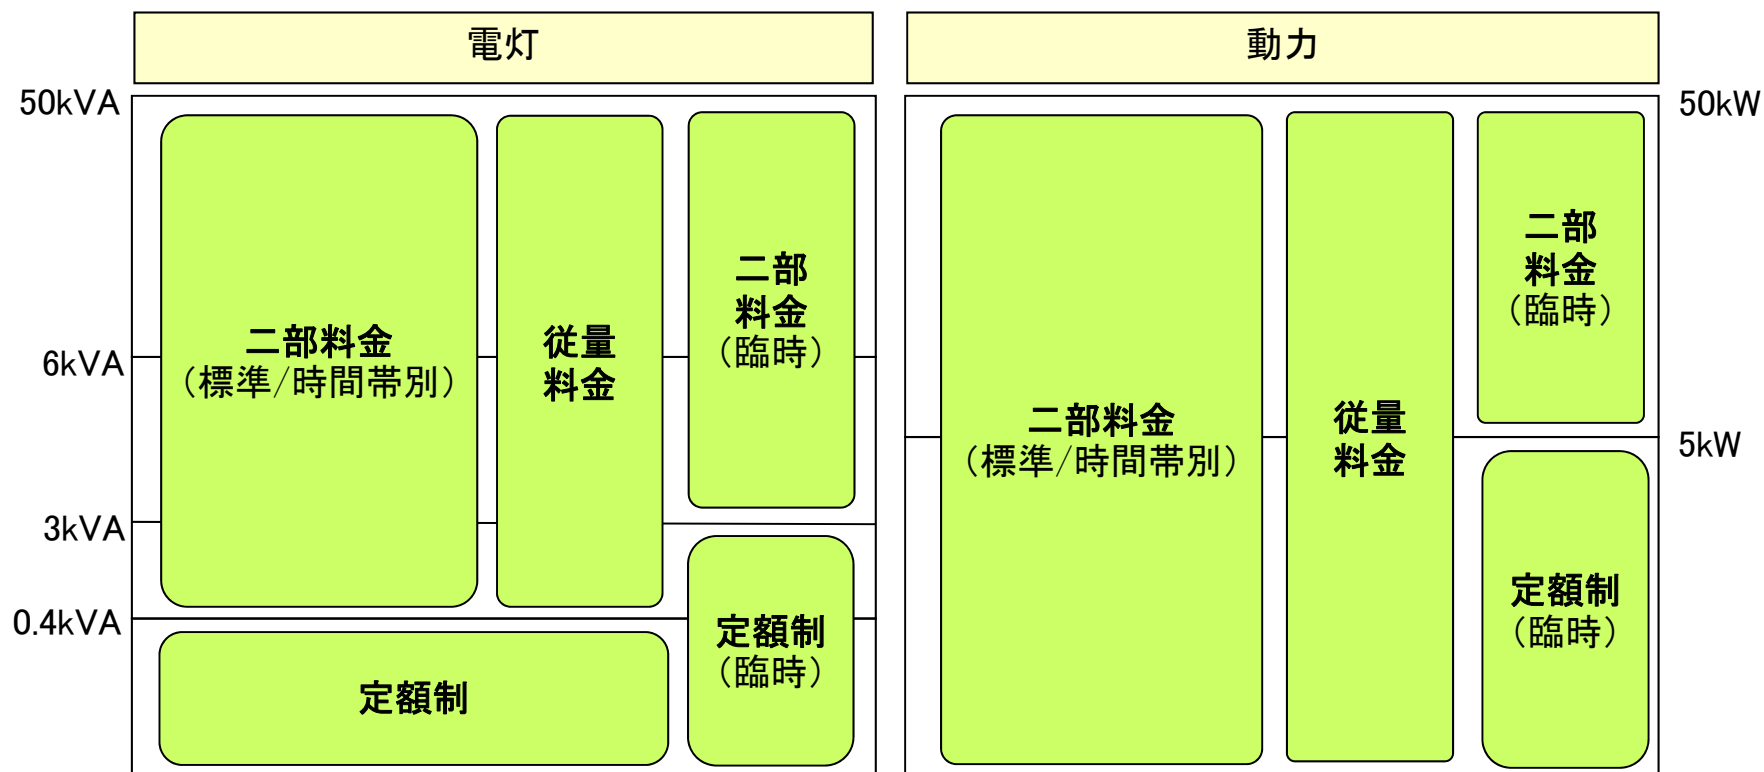 電灯
動力
50kVA
6kVA
3kVA
0.4kVA
二部料金
（標準/時間帯別）
従量
料金
二部
料金
（臨時）
定額制
定額制
（臨時）
二部料金
（標準/時間帯別）
従量
料金
二部
料金
（臨時）
定額制
（臨時）
50kW
5kW